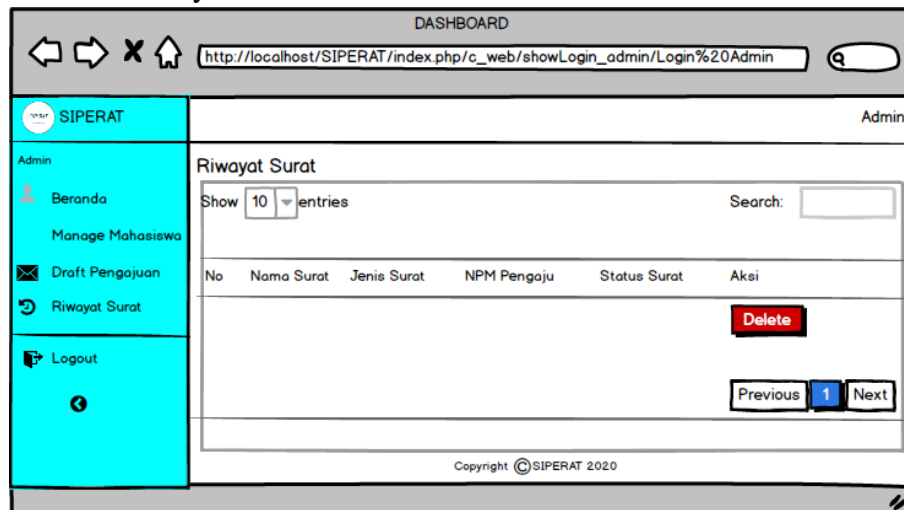 DASHBOARD
http://localhost/SIPERAT/index.php/c_web/showLogin_admin/Login%20Admin
SIPERAT
Admin
Admin
Beranda
Manage Mahasiswa
Draft Pengajuan
Riwayat Surat
Logout
Riwayat Surat
Show 10 entries
Search:
No Nama Surat Jenis Surat NPM Pengaju Status Surat Aksi
Delete
Previous 1 Next
Copyright ©SIPERAT 2020